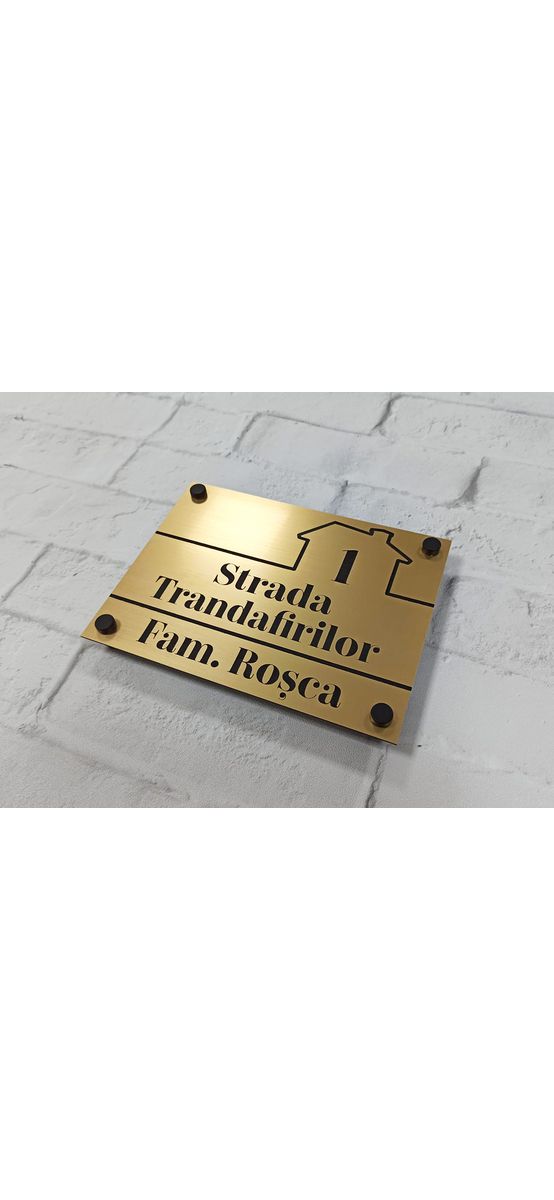 1
Strada
Trandafirilor
Fam. Roșca